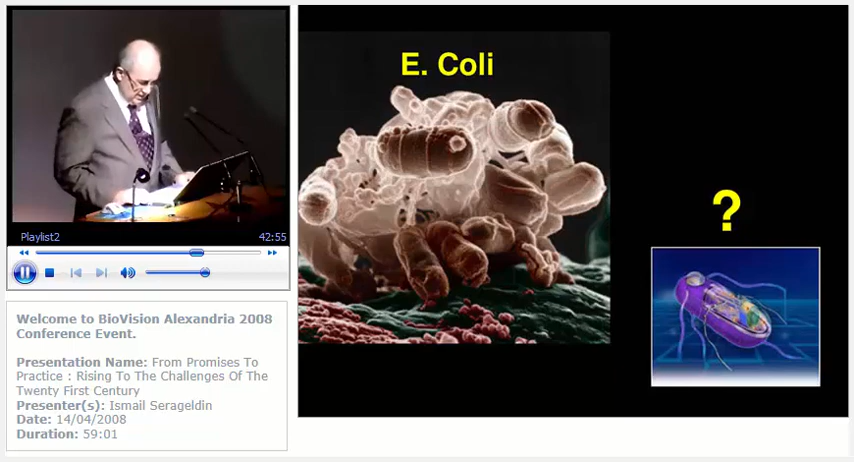 E. Coli
?
Playlist2 42:55
Welcome to BioVision Alexandria 2008
Conference Event.
Presentation Name: From Promises To
Practice : Rising To The Challenges Of The
Twenty First Century
Presenter(s): Ismail Serageldin
Date: 14/04/2008
Duration: 59:01